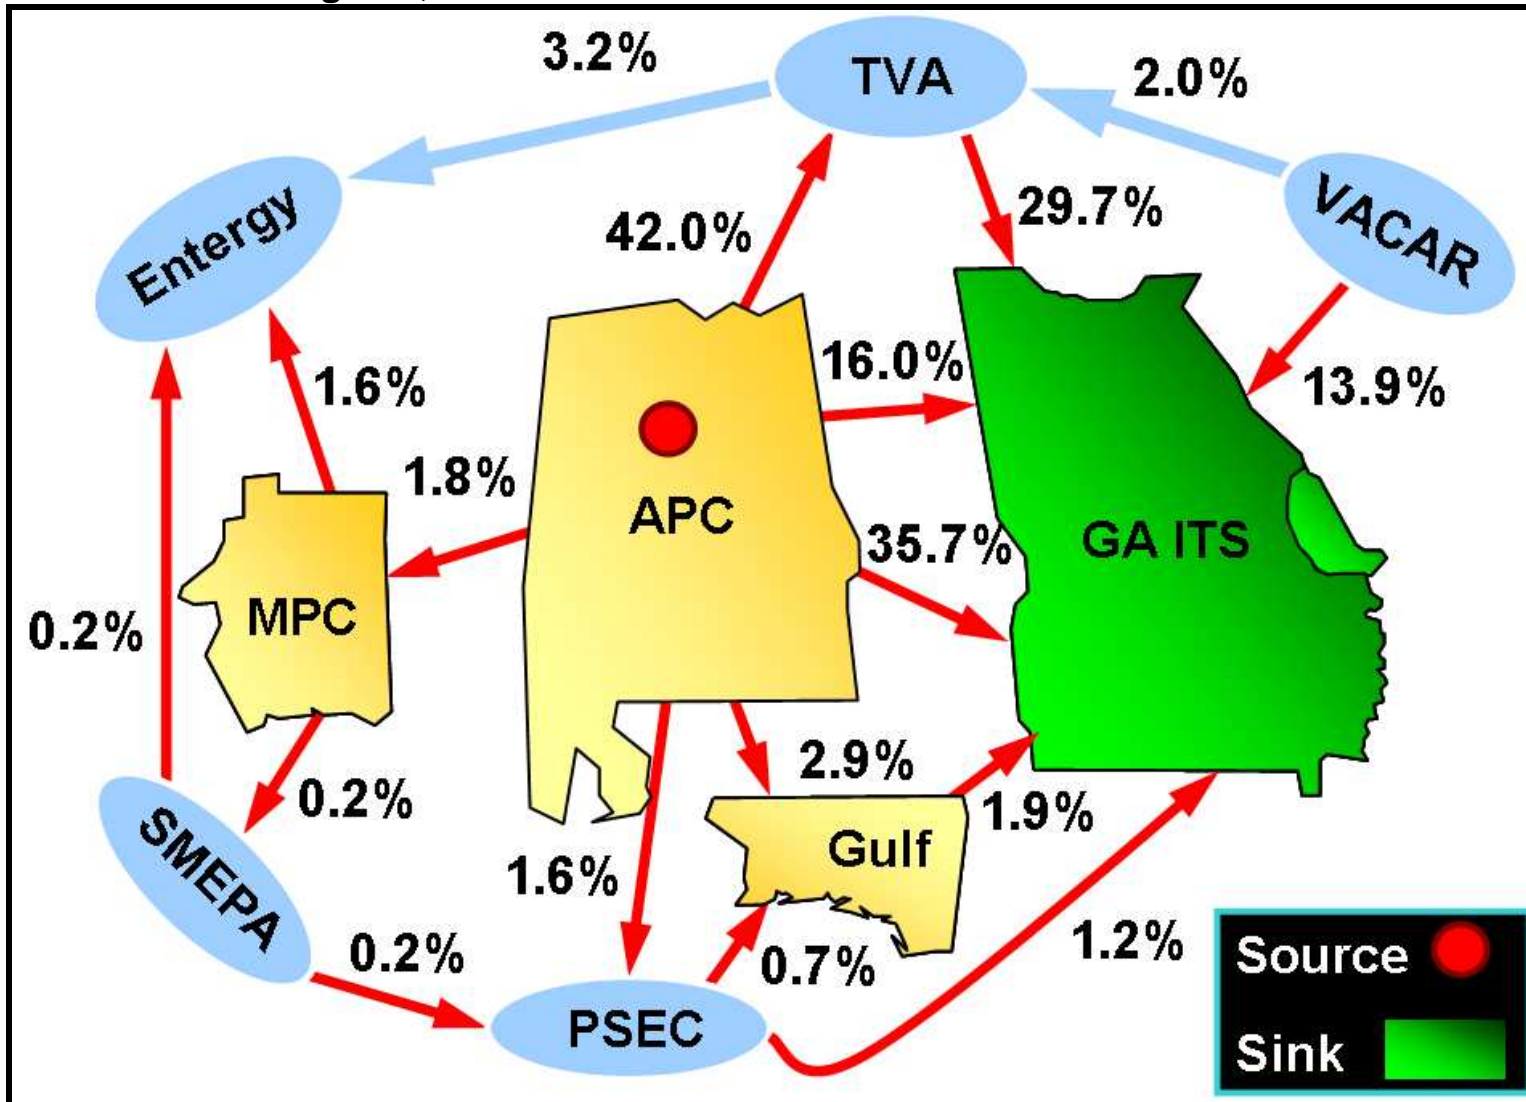 3.2%
TVA
2.0%
Entergy
42.0%
29.7%
VACAR
1.6%
16.0%
13.9%
1.8%
APC
35.7%
GA ITS
0.2%
MPC
0.2%
2.9%
1.9%
SMEPA
1.6%
Gulf
0.2%
0.7%
1.2%
PSEC
Source
Sink